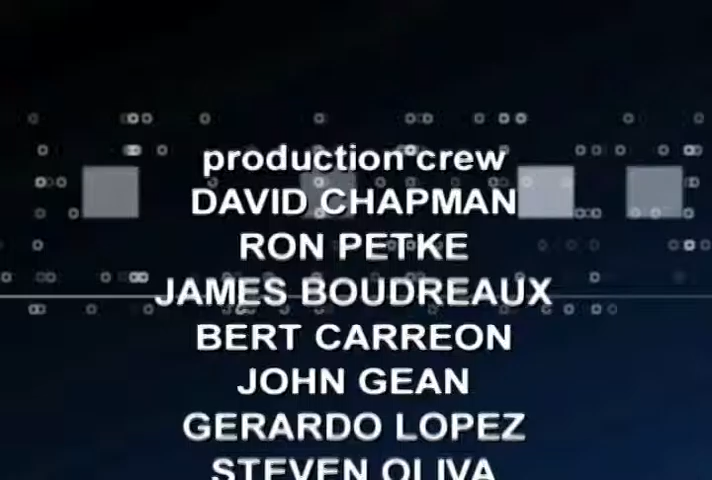 production crew
DAVID CHAPMAN
RON PETKE
JAMES BOUDREAUX
BERT CARREON
JOHN GEAN
GERARDO LOPEZ
STEVEN OLIVA